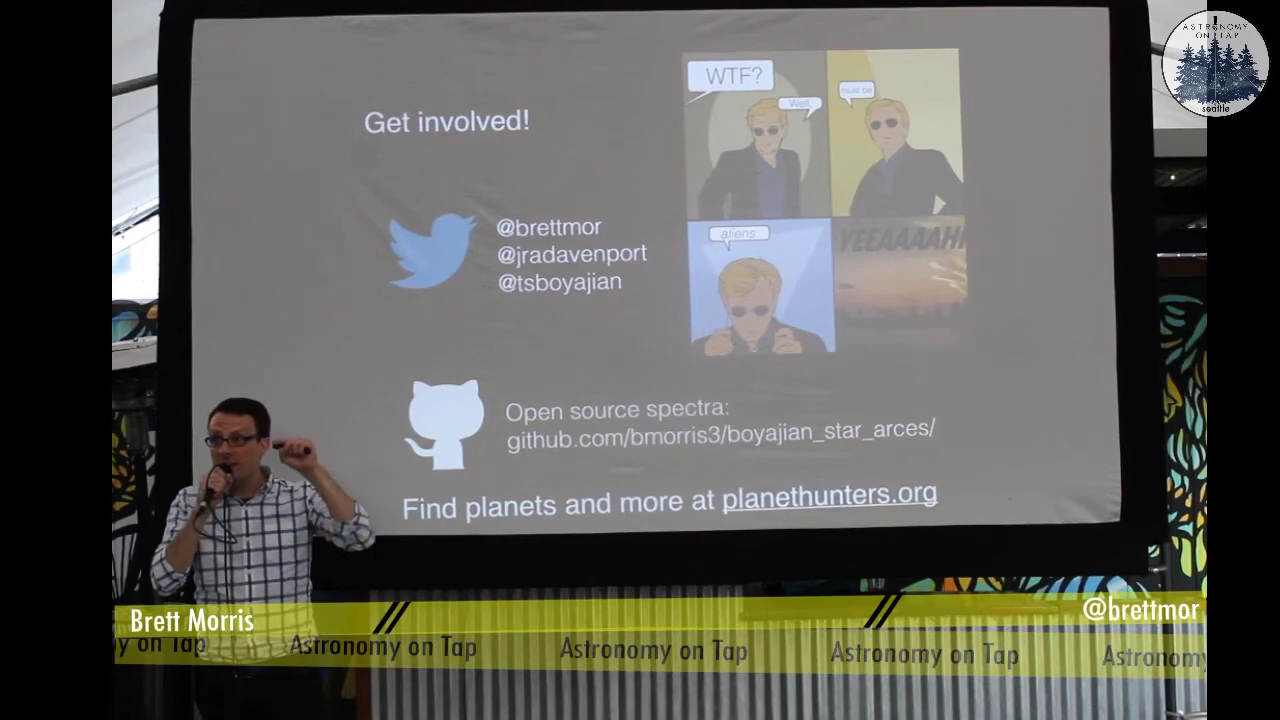 ASTRONOMY
ON TAP
seattle
WTF?
Well,
must be
Get involved!
@brettmor
@jradavenport
@tsboyajian
aliens.
YEEAAAAHH
Open source spectra:
github.com/bmorris3/boyajian_star_arces/
Find planets and more at planethunters.org
Brett Morris
@brettmor
y on Tap
Astronomy on Tap
Astronomy on Tap
Astronomy on Tap
Astronomy